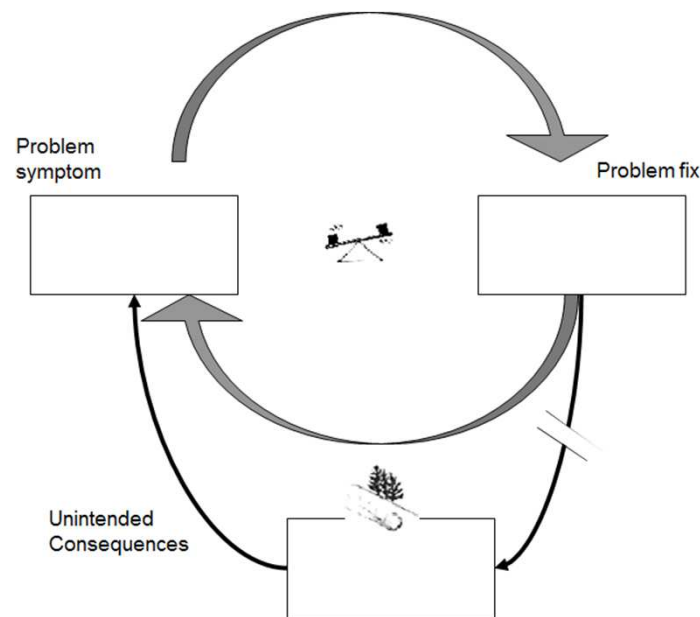 Problem
symptom
Problem fix
Unintended
Consequences